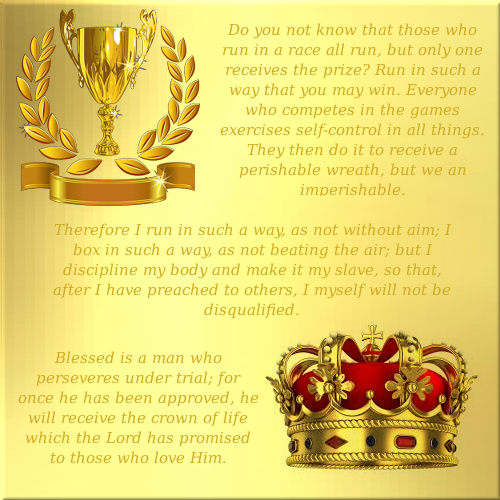 Do you not know that those who
run in a race all run, but only one
receives the prize? Run in such a
way that you may win. Everyone
who competes in the games
exercises self-control in all things.
They then do it to receive a
perishable wreath, but we an
imperishable.
Therefore I run in such a way, as not without aim; I
box in such a way, as not beating the air; but I
discipline my body and make it my slave, so that,
after I have preached to others, I myself will not be
disqualified.
Blessed is a man who
perseveres under trial; for
once he has been approved, he
will receive the crown of life
which the Lord has promised
to those who love Him.